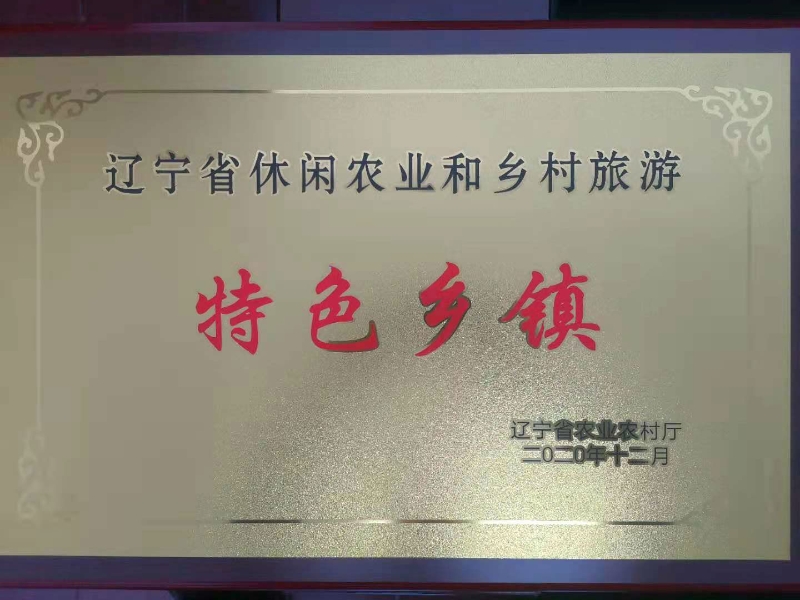 辽宁省休闲农业和乡村旅游
特色乡镇
辽宁省农业农村厅
二〇二〇年十二月